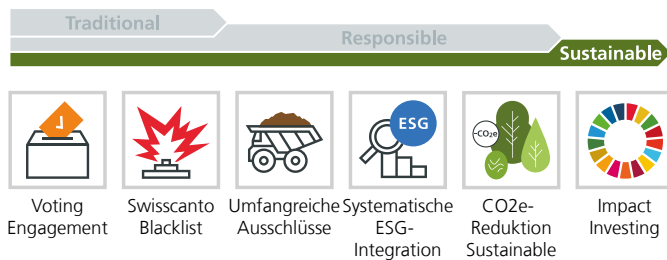 Traditional
Responsible
Sustainable
ESG
-CO₂e
Voting
Engagement
Swisscanto
Blacklist
Umfangreiche
Ausschlüsse
Systematische
ESG-
Integration
CO2e-
Reduktion
Sustainable
Impact
Investing